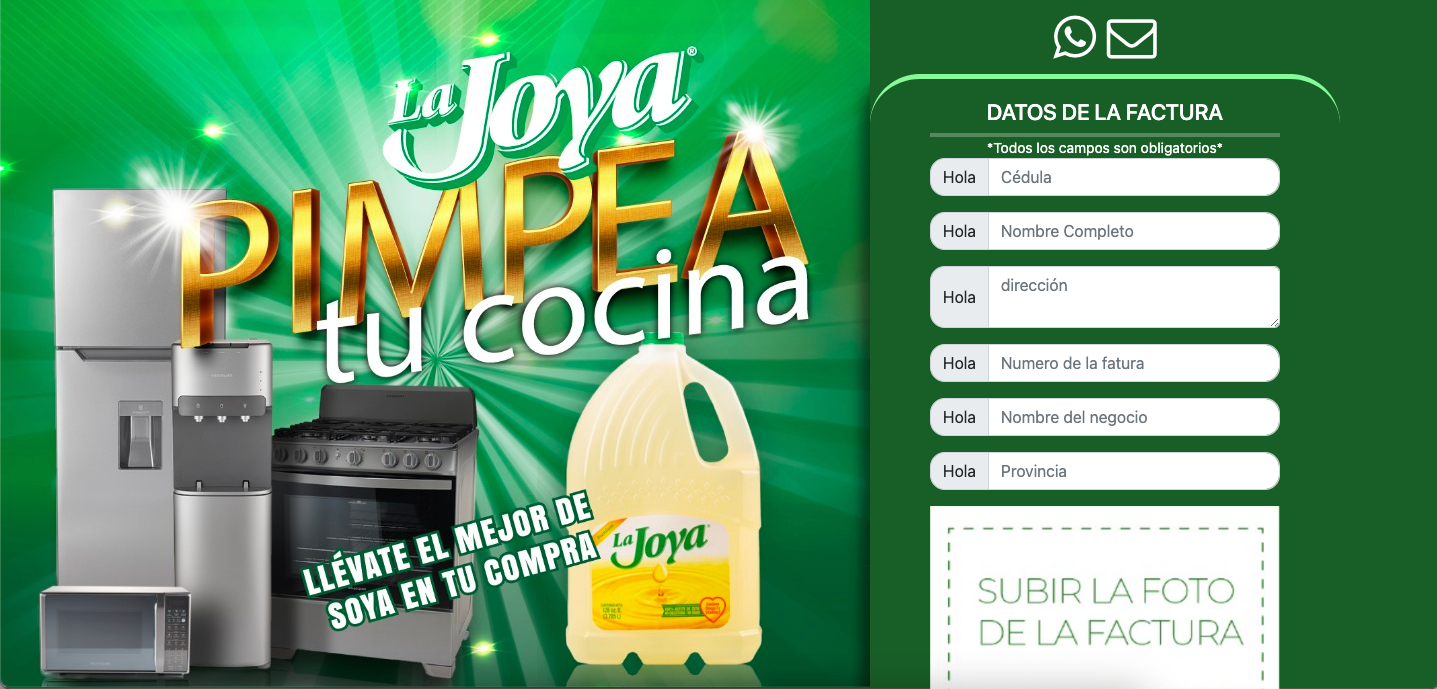 La Joya®
PIMPEA
tu cocina
LLÉVATE EL MEJOR DE
SOYA EN TU COMPRA
La Joya
DATOS DE LA FACTURA
*Todos los campos son obligatorios*
Hola Cédula
Hola Nombre Completo
Hola dirección
Hola Numero de la fatura
Hola Nombre del negocio
Hola Provincia
SUBIR LA FOTO
DE LA FACTURA